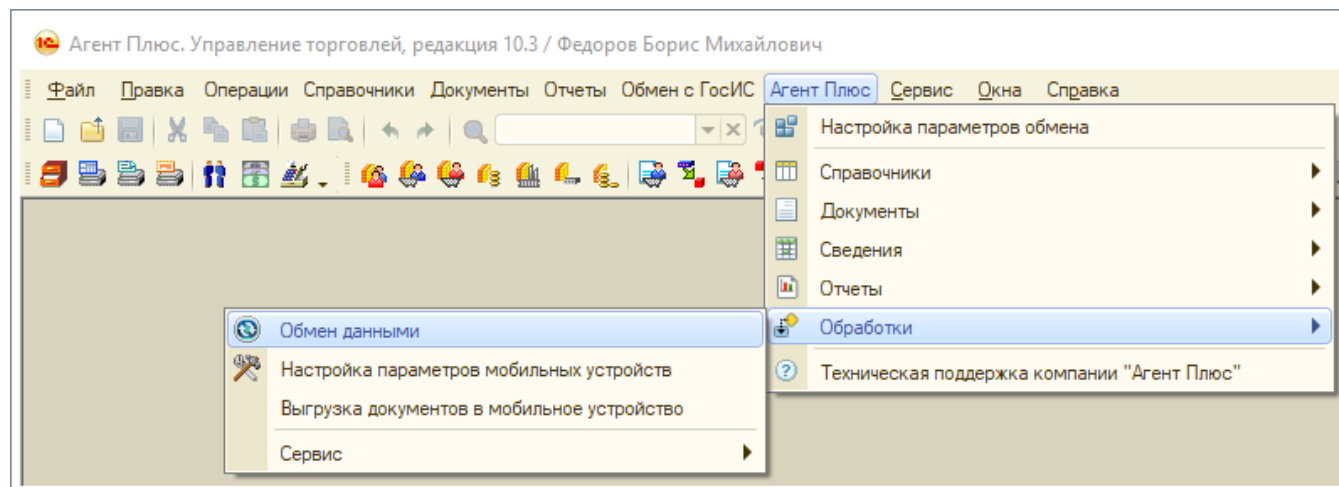 1С Агент Плюс. Управление торговлей, редакция 10.3 / Федоров Борис Михайлович
Файл Правка Операции Справочники Документы Отчеты Обмен с ГосИС Агент Плюс Сервис Окна Справка
Настройка параметров обмена
Справочники
Документы
Сведения
Отчеты
Обработки
Техническая поддержка компании "Агент Плюс"
Обмен данными
Настройка параметров мобильных устройств
Выгрузка документов в мобильное устройство
Сервис